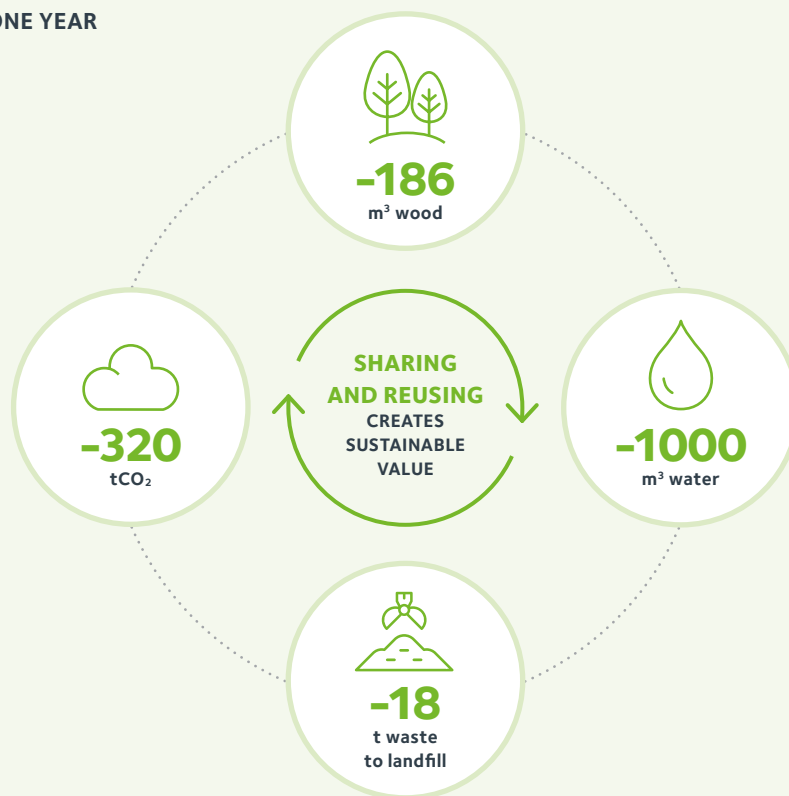 ONE YEAR
-186
m³ wood
SHARING
AND REUSING
CREATES
SUSTAINABLE
VALUE
-320
tCO₂
-1000
m³ water
-18
t waste
to landfill